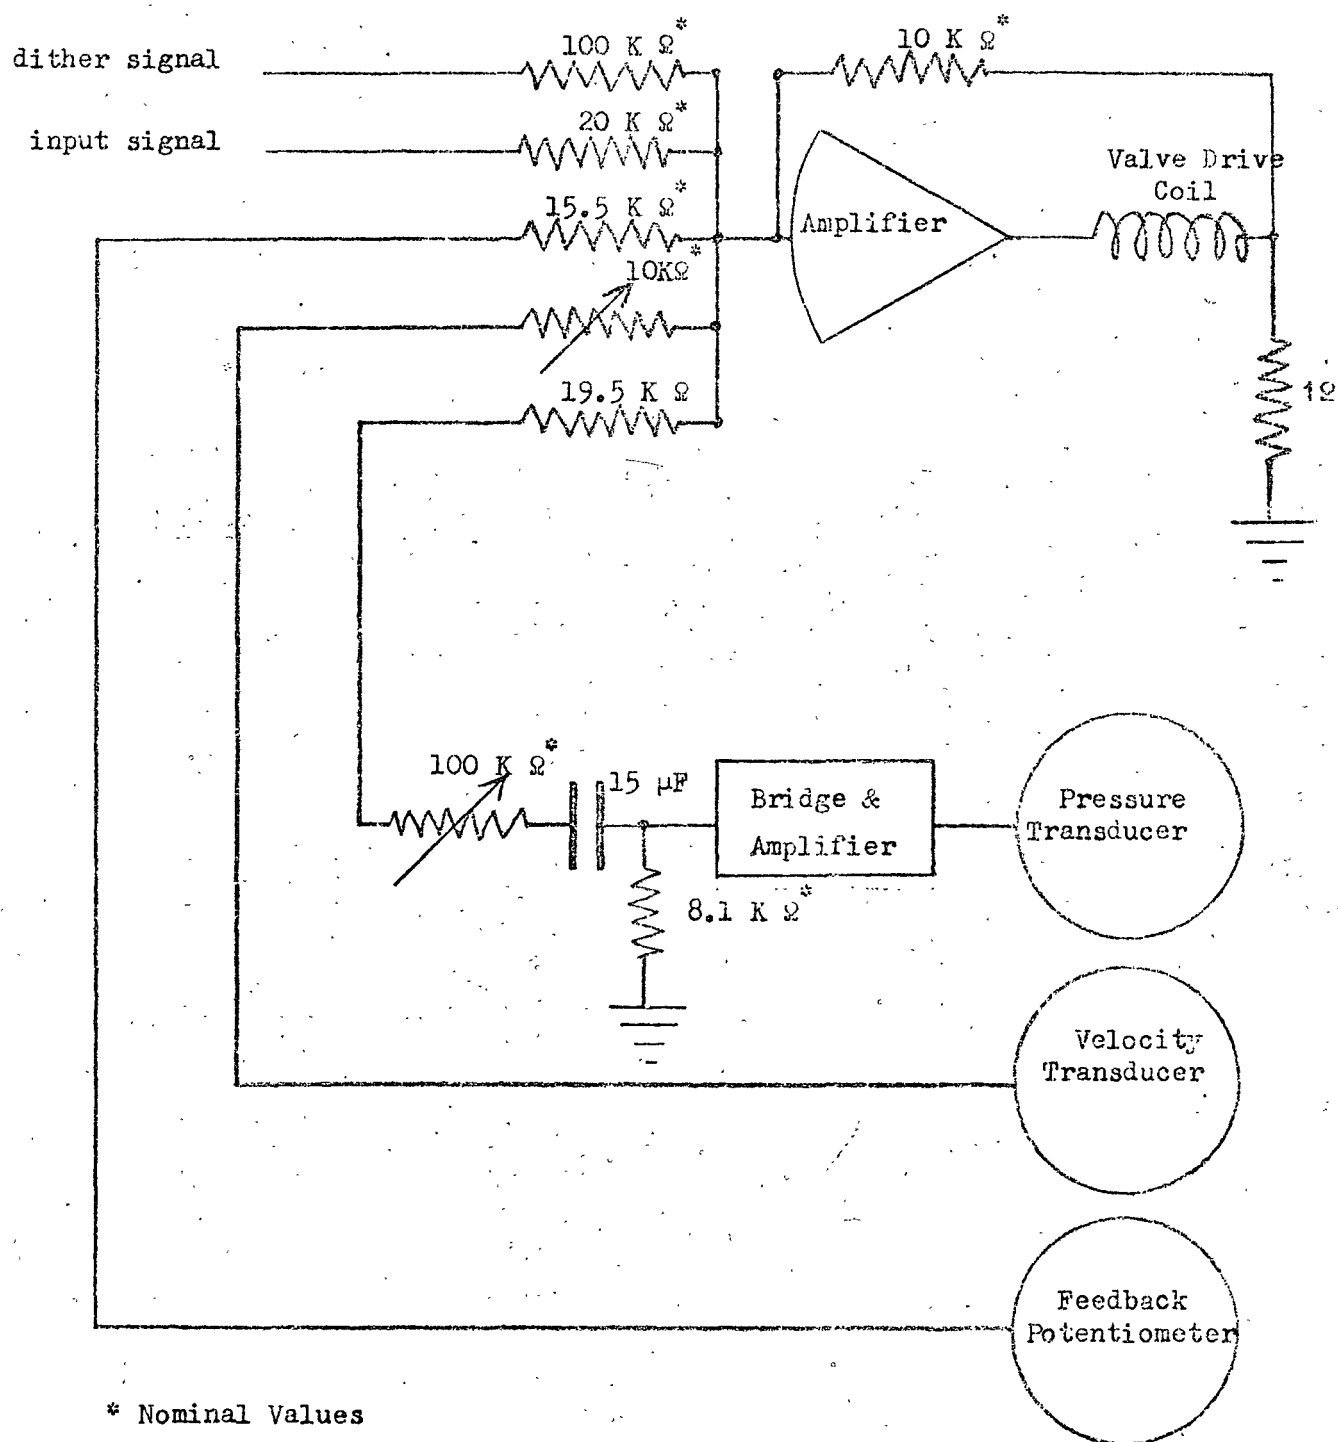 dither signal
100 K Ω*
10 K Ω*
input signal
20 K Ω*
Valve Drive
Coil
15.5 K Ω*
Amplifier
10KΩ*
19.5 K Ω
1Ω
100 K Ω*
15 µF
Bridge &
Amplifier
Pressure
Transducer
8.1 K Ω*
Velocity
Transducer
Feedback
Potentiometer
* Nominal Values